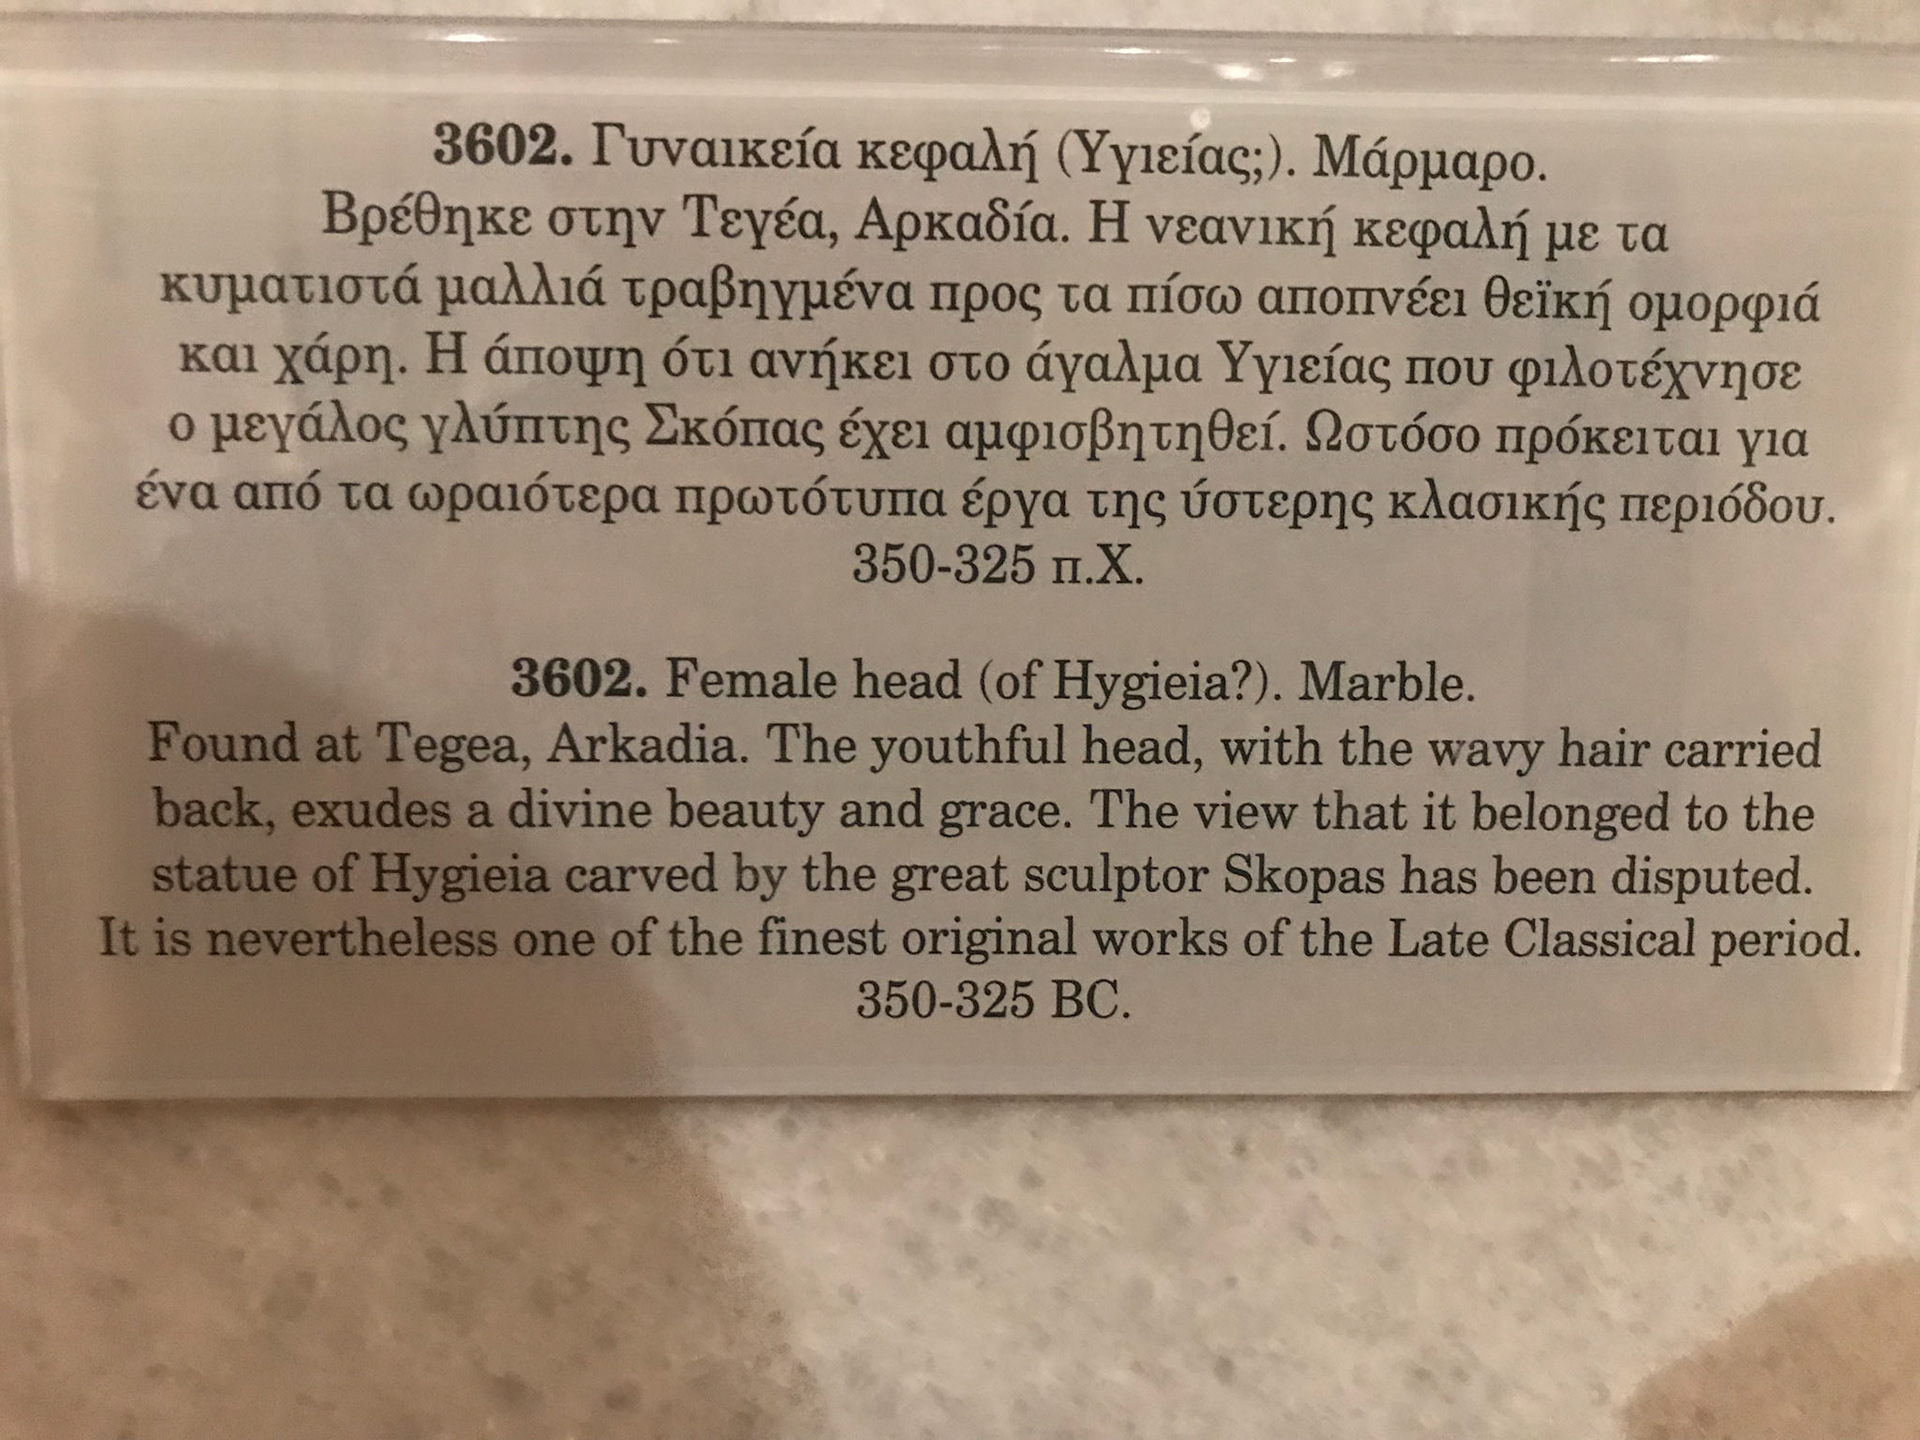 3602. Γυναικεία κεφαλή (Υγιείας;). Μάρμαρο.
Βρέθηκε στην Τεγέα, Αρκαδία. Η νεανική κεφαλή με τα
κυματιστά μαλλιά τραβηγμένα προς τα πίσω αποπνέει θεϊκή ομορφιά
και χάρη. Η άποψη ότι ανήκει στο άγαλμα Υγιείας που φιλοτέχνησε
ο μεγάλος γλύπτης Σκόπας έχει αμφισβητηθεί. Ωστόσο πρόκειται για
ένα από τα ωραιότερα πρωτότυπα έργα της ύστερης κλασικής περιόδου.
350-325 π.Χ.
3602. Female head (of Hygieia?). Marble.
Found at Tegea, Arkadia. The youthful head, with the wavy hair carried
back, exudes a divine beauty and grace. The view that it belonged to the
statue of Hygieia carved by the great sculptor Skopas has been disputed.
It is nevertheless one of the finest original works of the Late Classical period.
350-325 BC.